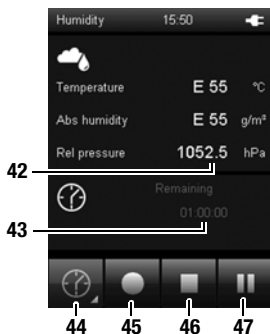 Humidity 15:50
Temperature E 55 °C
Abs humidity E 55 g/m³
Rel pressure 1052.5 hPa
42
Remaining
01:00:00
43
44 45 46 47